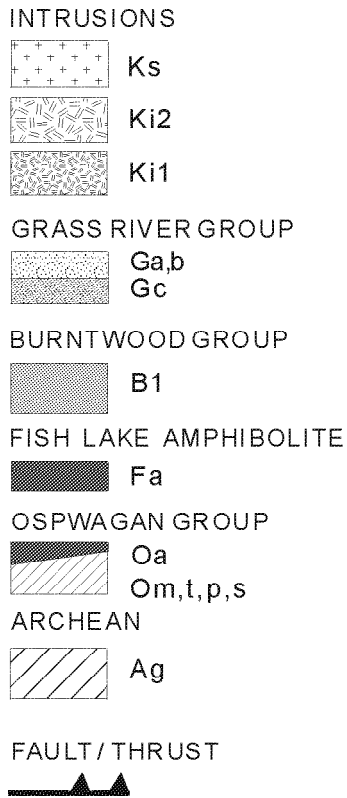 INTRUSIONS
Ks
Ki2
Ki1
GRASS RIVER GROUP
Ga,b
Gc
BURNTWOOD GROUP
B1
FISH LAKE AMPHIBOLITE
Fa
OSPWAGAN GROUP
Oa
Om,t,p,s
ARCHEAN
Ag
FAULT/THRUST